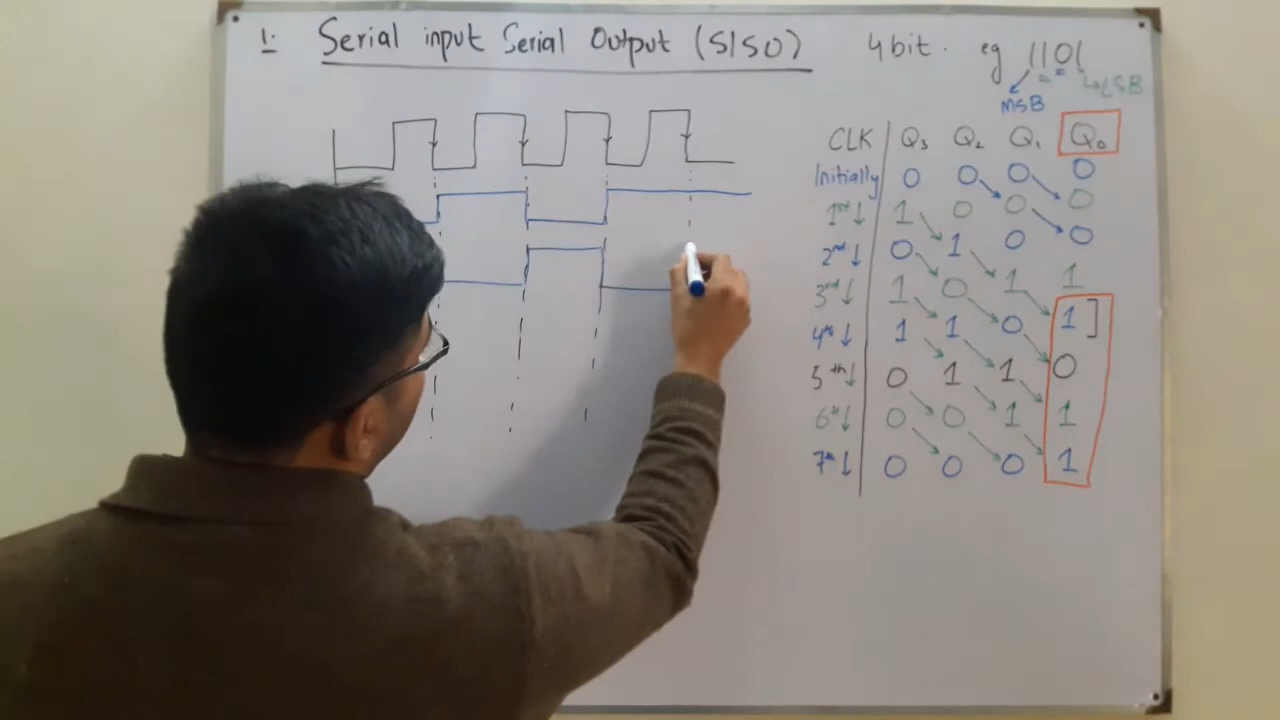 1. Serial input Serial Output (SISO) 4 bit. eg 1101
MSB LSB
CLK Q3 Q2 Q1 Q0
Initially 0 0 0 0
1st↓ 1 0 0 0
2nd↓ 0 1 0 0
3rd↓ 1 0 1 1
4th↓ 1 1 0 1]
5th↓ 0 1 1 0
6th↓ 0 0 1 1
7th↓ 0 0 0 1